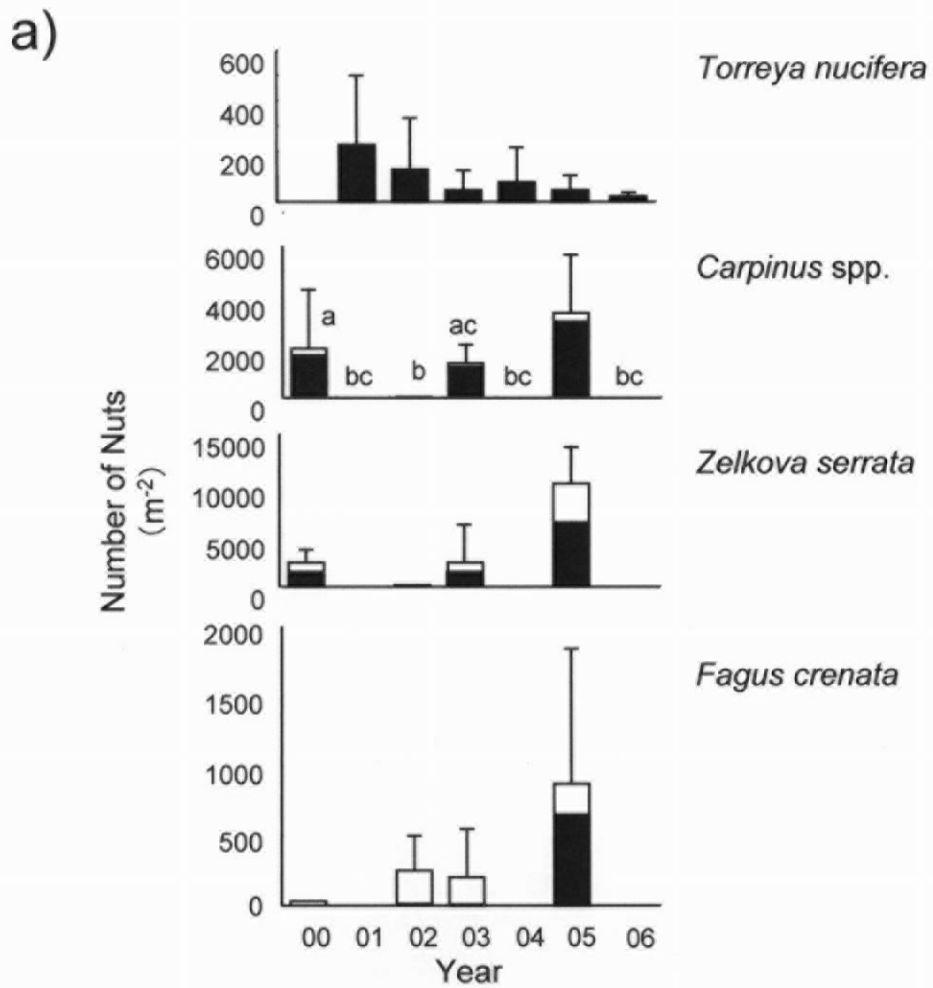 a)
600
400
200
0
Torreya nucifera
6000
4000
2000
0
a
bc
b
ac
bc
bc
Carpinus spp.
15000
10000
5000
0
Zelkova serrata
2000
1500
1000
500
0
Fagus crenata
Number of Nuts
(m-2)
00 01 02 03 04 05 06
Year